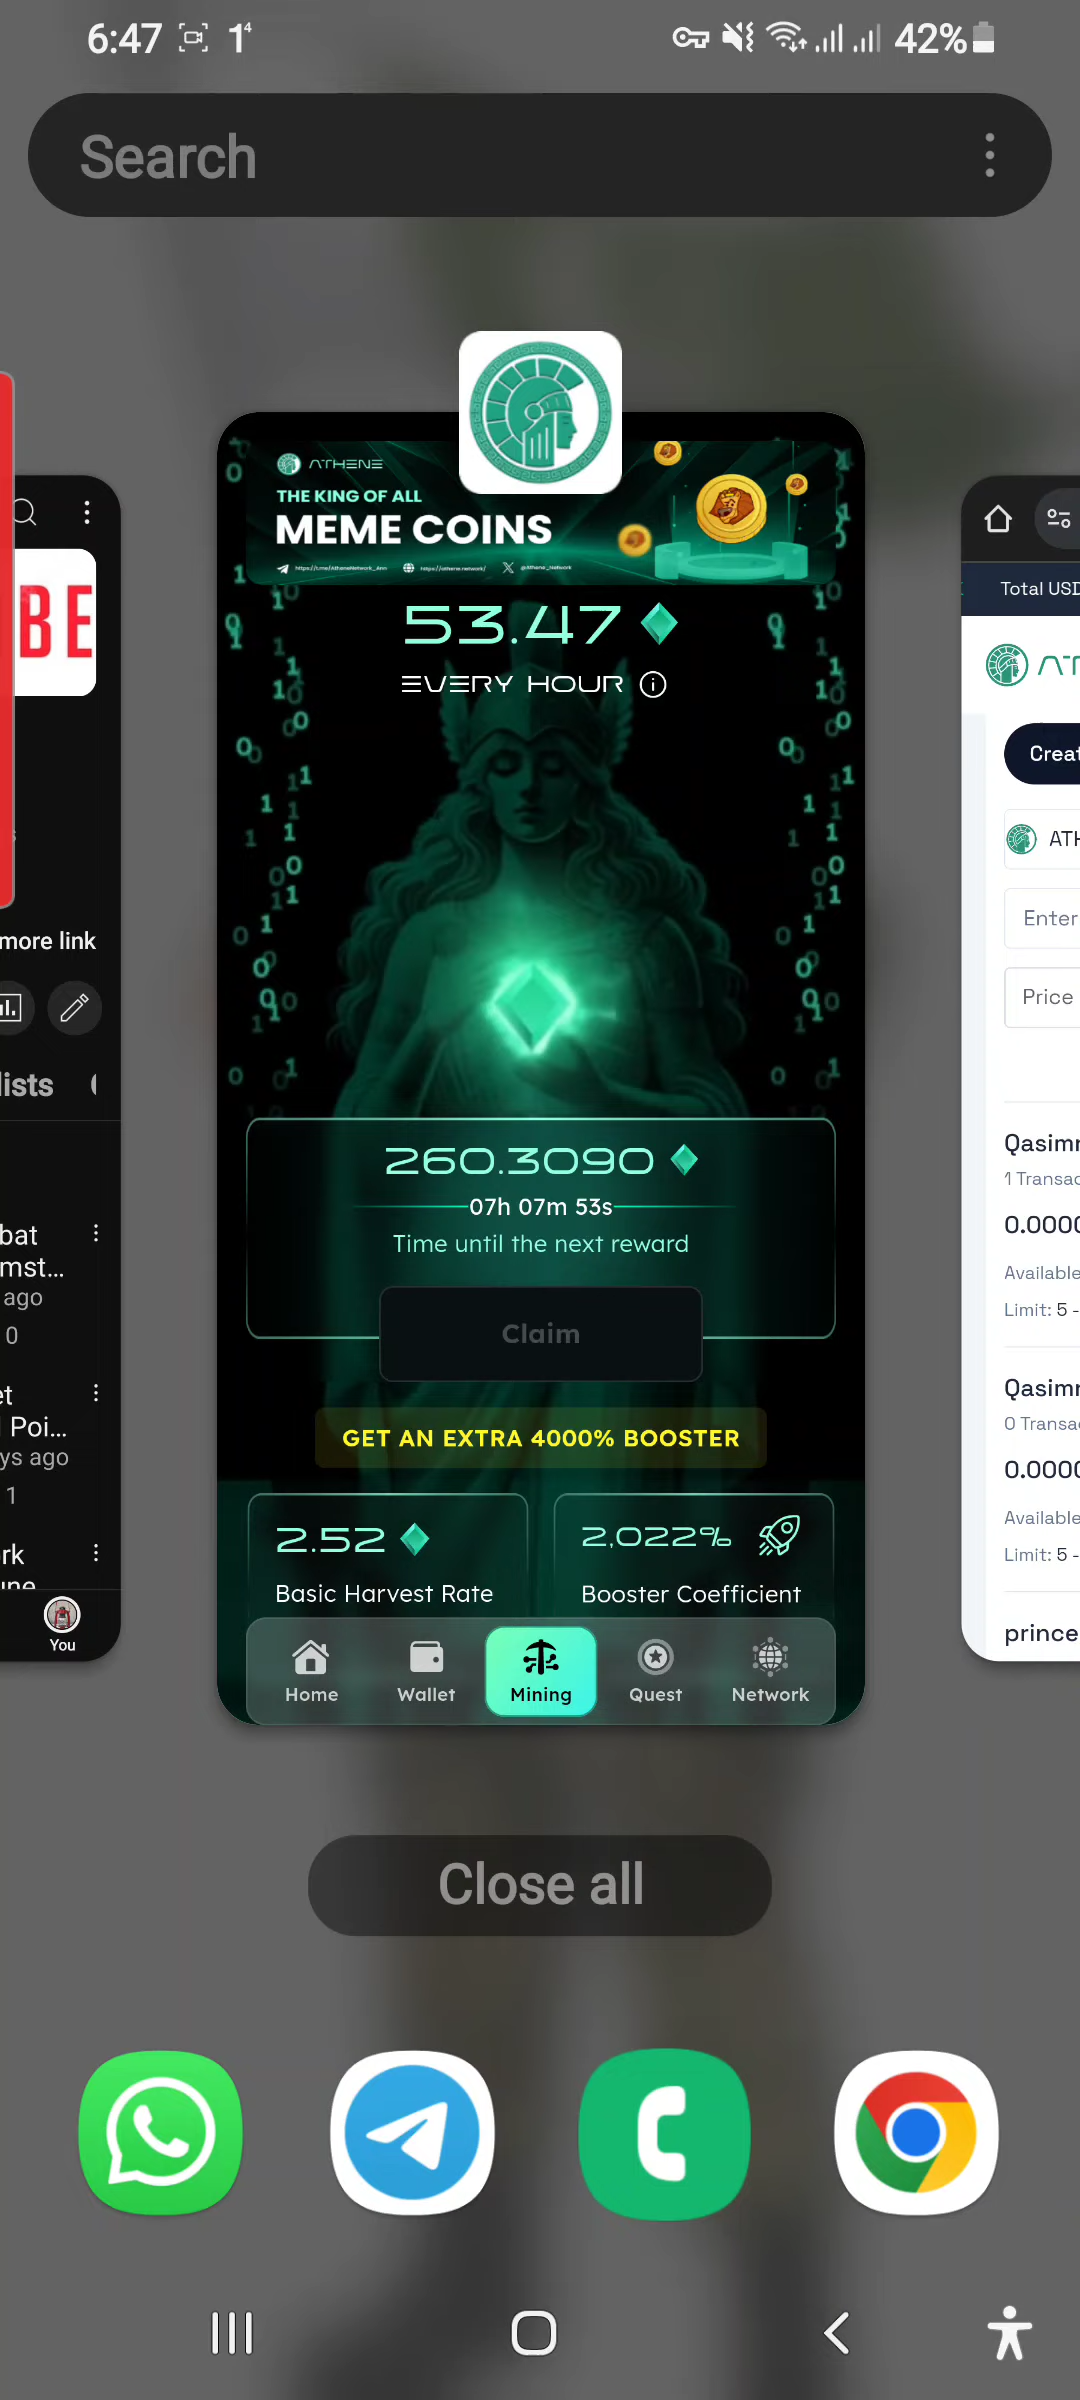 6:47
1⁴
42%
Search
ATHENE
THE KING OF ALL
MEME COINS
https://t.me/AtheneNetwork_Ann
https://athene.network/
@Athene_Network
53.47
EVERY HOUR
260.3090
07h 07m 53s
Time until the next reward
Claim
GET AN EXTRA 4000% BOOSTER
2.52
Basic Harvest Rate
2,022%
Booster Coefficient
Home
Wallet
Mining
Quest
Network
BE
more link
lists
bat
mst...
ago
0
et
Poi...
ys ago
1
rk
You
Total USD
Creat
ATH
Enter
Price
Qasimr
1 Transac
0.0000
Available
Limit: 5 -
Qasimr
0 Transac
0.0000
Available
Limit: 5 -
prince
Close all